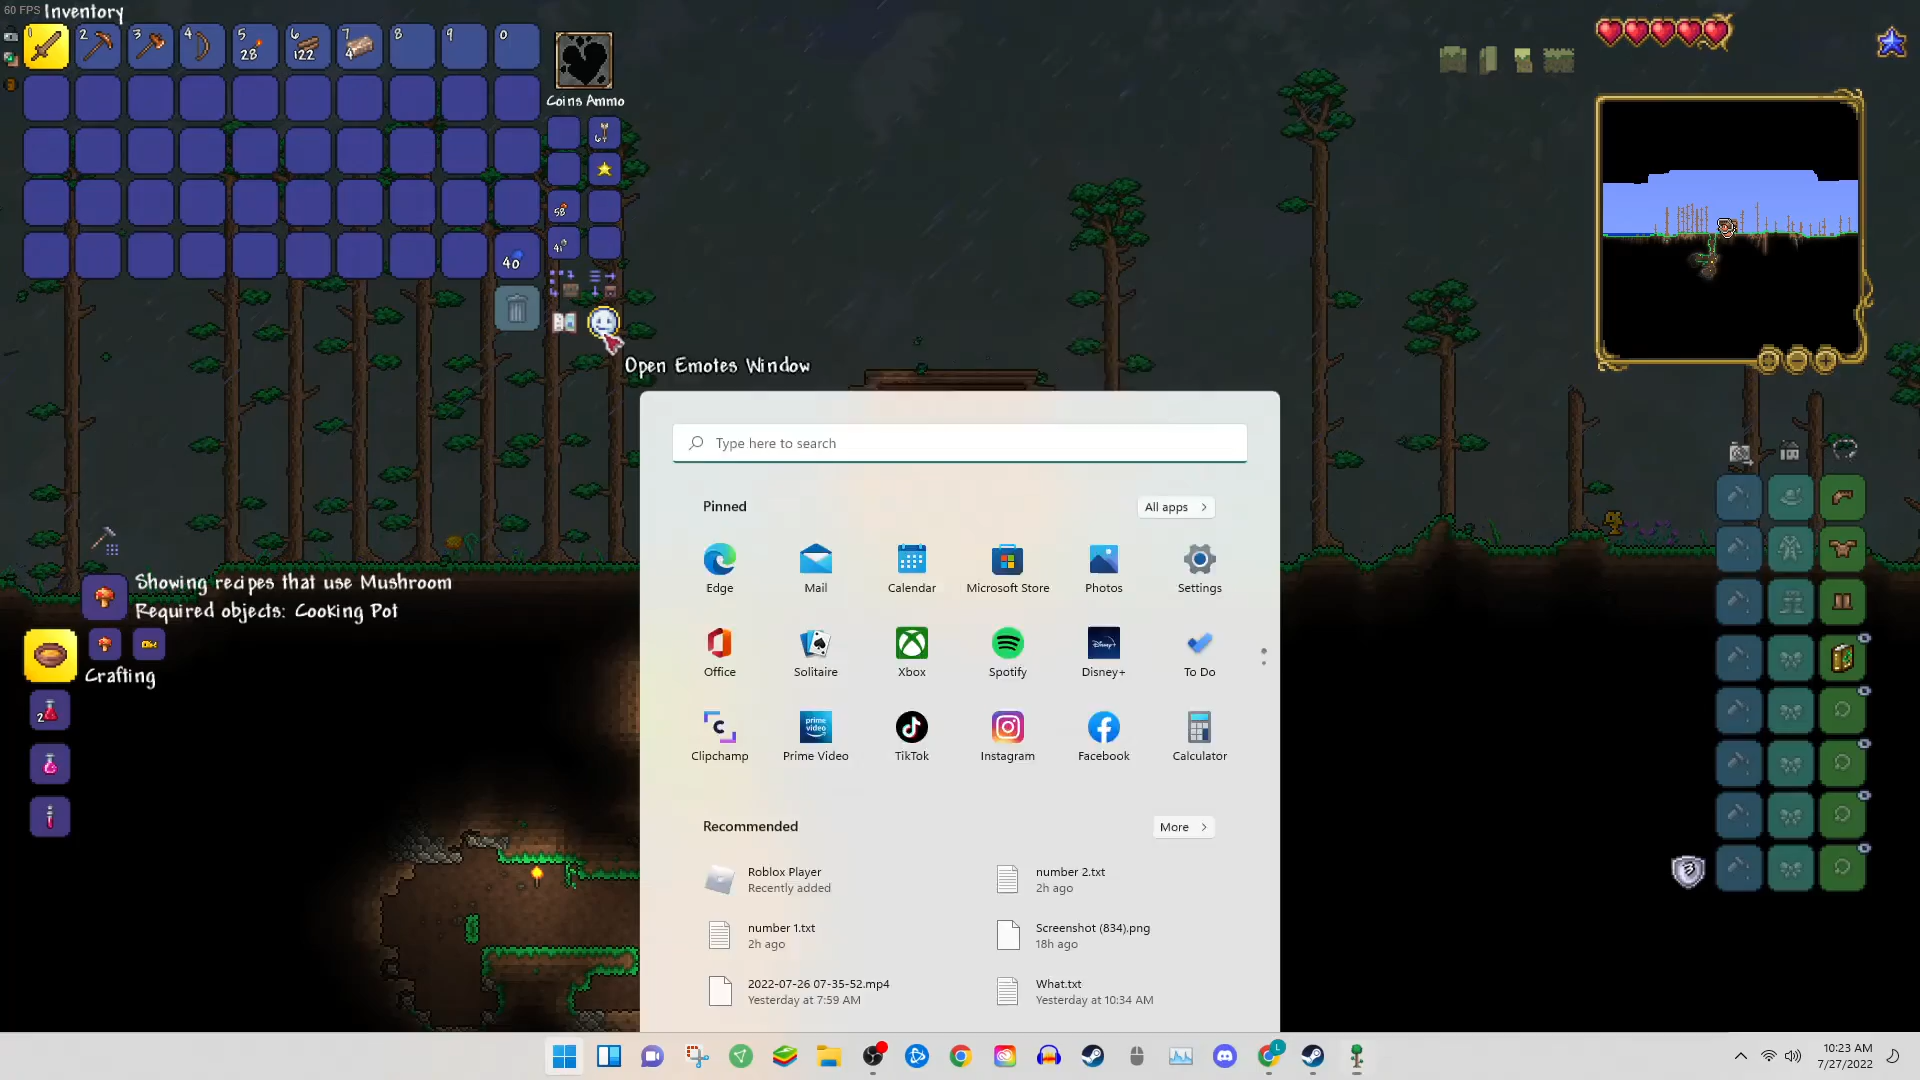 60 FPS
Inventory
1 2 3 4 5 6 7 8 9 0
28 122 4
Coins Ammo
58
40
Open Emotes Window
Showing recipes that use Mushroom
Required objects: Cooking Pot
Crafting
2
3
Type here to search
Pinned
All apps
Edge
Mail
Calendar
Microsoft Store
Photos
Settings
Office
Solitaire
Xbox
Spotify
Disney+
To Do
Clipchamp
prime video
Prime Video
TikTok
Instagram
Facebook
Calculator
Recommended
More
Roblox Player
Recently added
number 2.txt
2h ago
number 1.txt
2h ago
Screenshot (834).png
18h ago
2022-07-26 07-35-52.mp4
Yesterday at 7:59 AM
What.txt
Yesterday at 10:34 AM
L
10:23 AM
7/27/2022